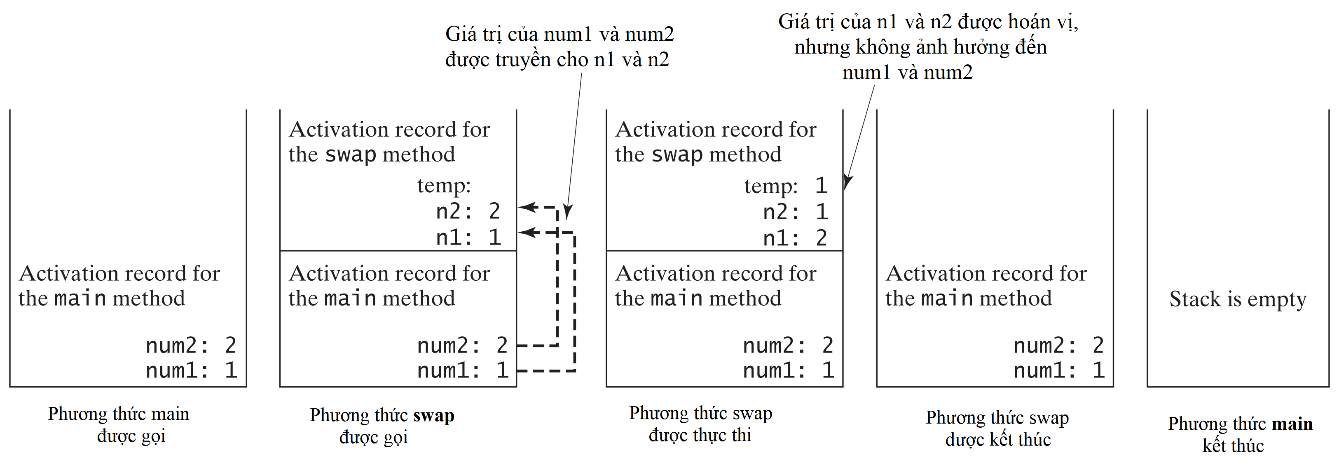 Giá trị của num1 và num2
được truyền cho n1 và n2
Giá trị của n1 và n2 được hoán vị,
nhưng không ảnh hưởng đến
num1 và num2
Activation record for
the main method
num2: 2
num1: 1
Phương thức main
được gọi
Activation record for
the swap method
temp:
n2: 2
n1: 1
Activation record for
the main method
num2: 2
num1: 1
Phương thức swap
được gọi
Activation record for
the swap method
temp: 1
n2: 1
n1: 2
Activation record for
the main method
num2: 2
num1: 1
Phương thức swap
được thực thi
Activation record for
the main method
num2: 2
num1: 1
Phương thức swap
dược kết thúc
Stack is empty
Phương thức main
kết thúc